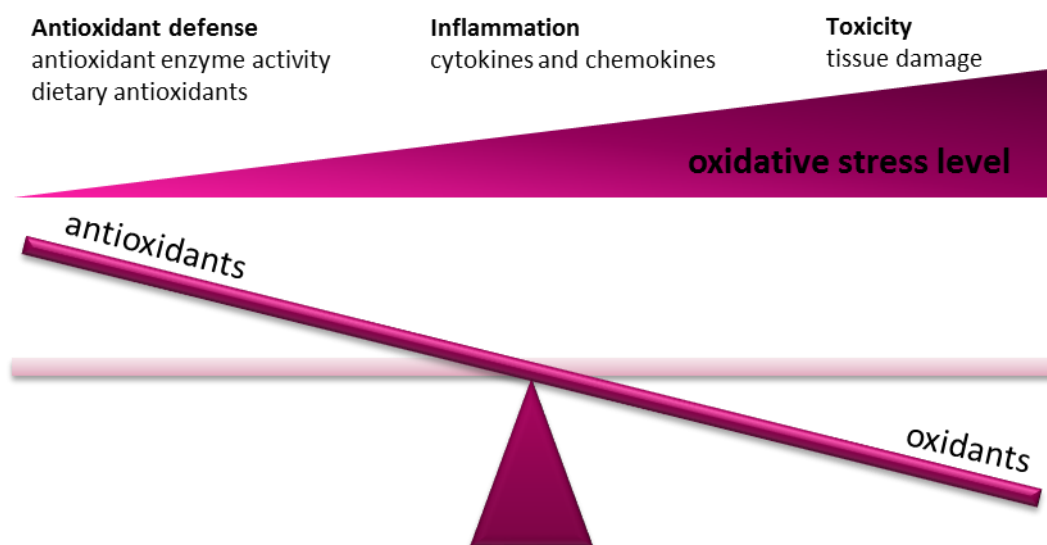 Antioxidant defense
antioxidant enzyme activity
dietary antioxidants
Inflammation
cytokines and chemokines
Toxicity
tissue damage
oxidative stress level
antioxidants
oxidants